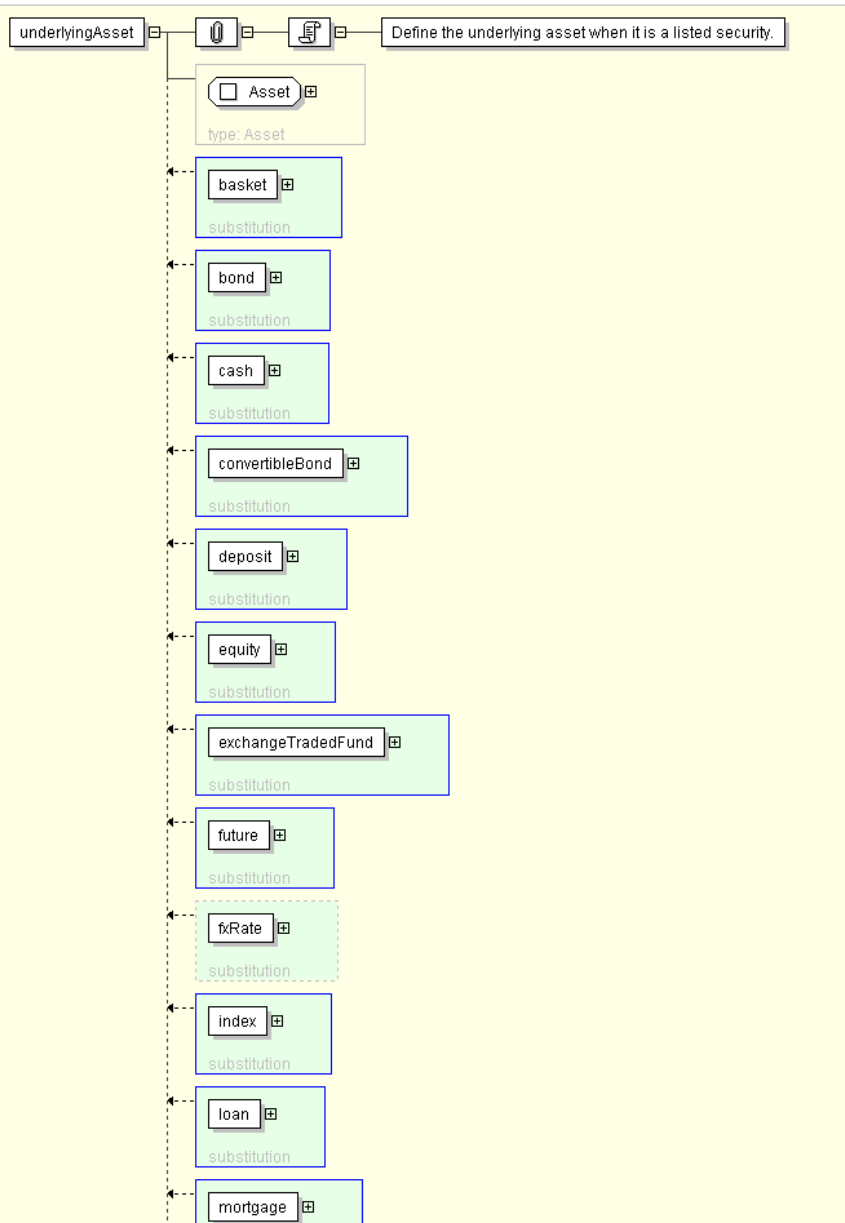 underlyingAsset
Define the underlying asset when it is a listed security.
Asset
type: Asset
basket
substitution
bond
substitution
cash
substitution
convertibleBond
substitution
deposit
substitution
equity
substitution
exchangeTradedFund
substitution
future
substitution
fxRate
substitution
index
substitution
loan
substitution
mortgage